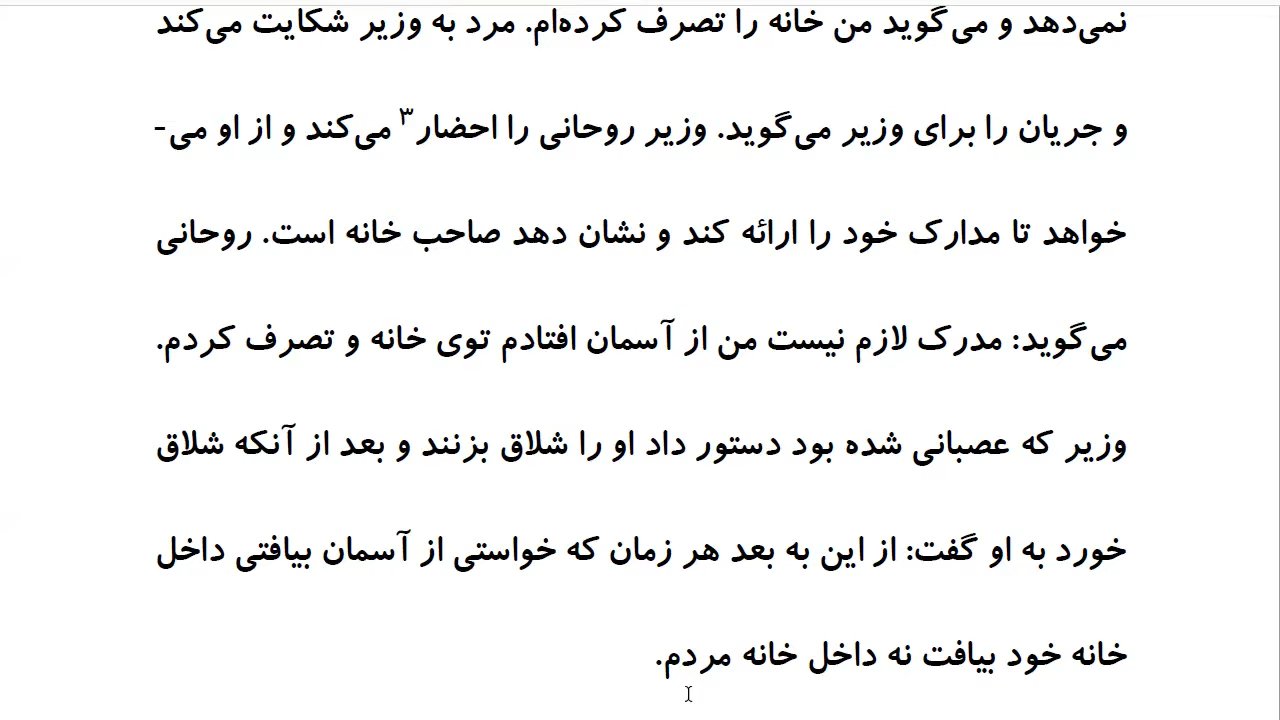 نمی‌دهد و می‌گوید من خانه را تصرف کرده‌ام. مرد به وزیر شکایت می‌کند
و جریان را برای وزیر می‌گوید. وزیر روحانی را احضار۳ می‌کند و از او می-
خواهد تا مدارک خود را ارائه کند و نشان دهد صاحب خانه است. روحانی
می‌گوید: مدرک لازم نیست من از آسمان افتادم توی خانه و تصرف کردم.
وزیر که عصبانی شده بود دستور داد او را شلاق بزنند و بعد از آنکه شلاق
خورد به او گفت: از این به بعد هر زمان که خواستی از آسمان بیافتی داخل
خانه خود بیافت نه داخل خانه مردم.